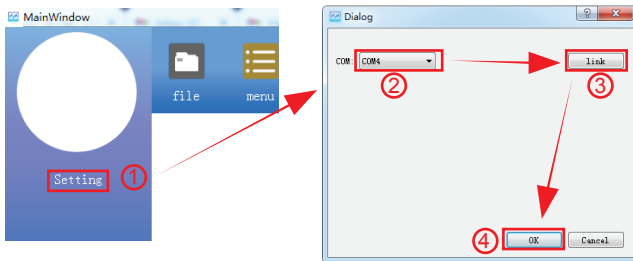 MainWindow
file
menu
Setting
1
Dialog
?
COM:
COM4
link
2
3
4
OK
Cancel